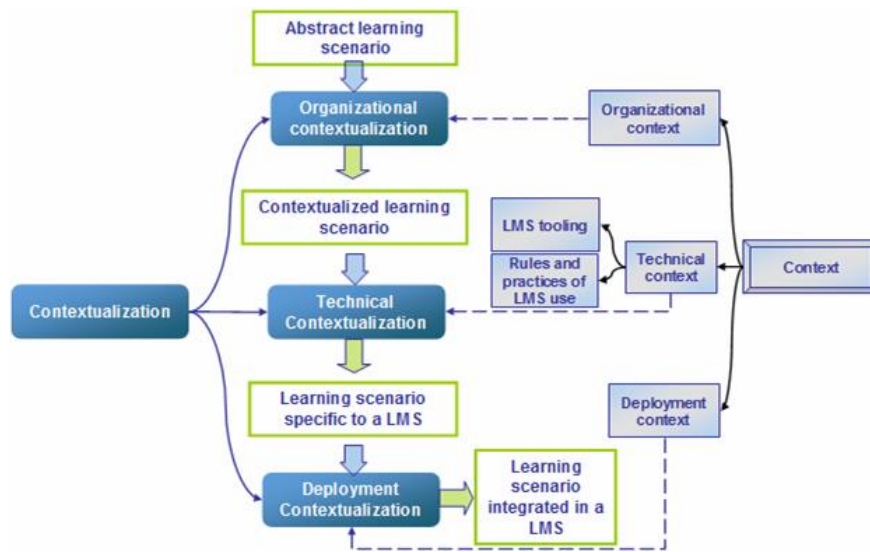 Abstract learning
scenario
Organizational
contextualization
Organizational
context
Contextualized learning
scenario
LMS tooling
Rules and
practices of
LMS use
Technical
context
Context
Contextualization
Technical
Contextualization
Learning scenario
specific to a LMS
Deployment
context
Deployment
Contextualization
Learning
scenario
integrated in a
LMS